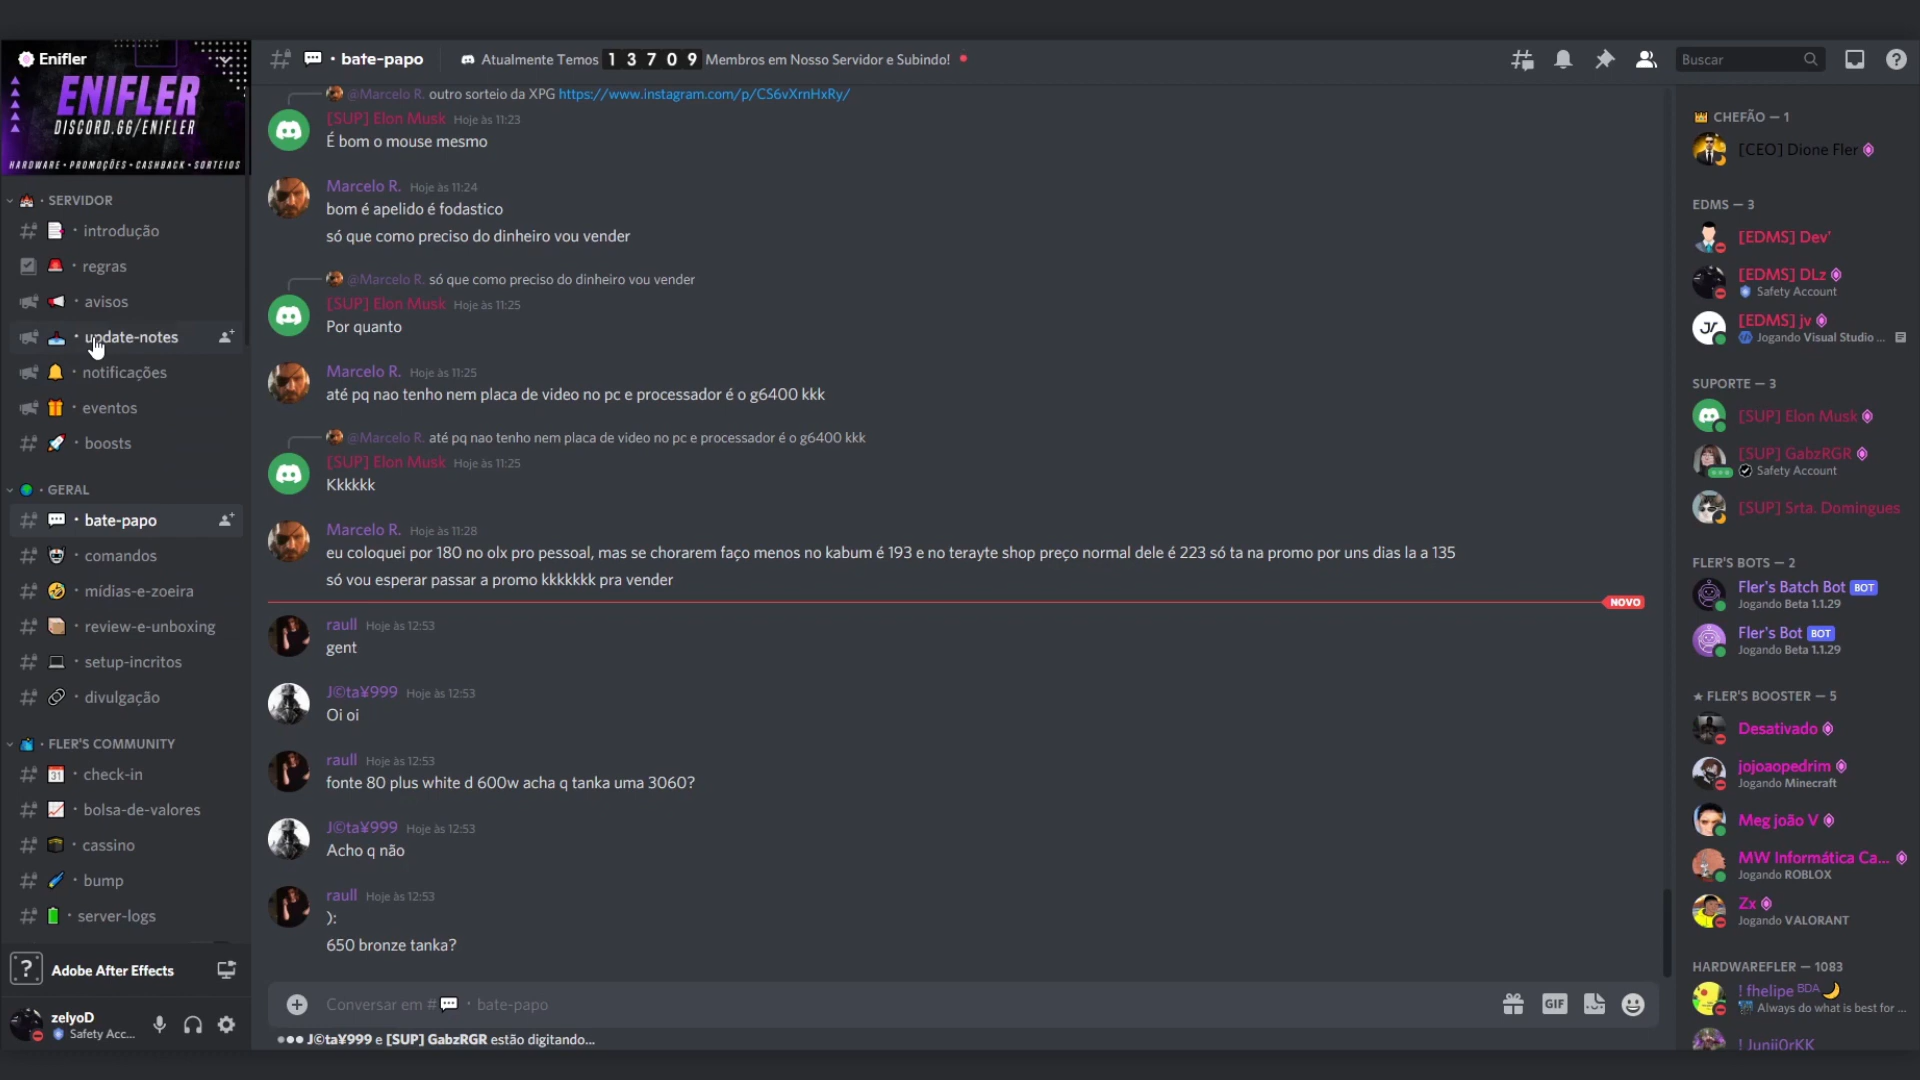 Enifler
ENIFLER
DISCORD.GG/ENIFLER
HARDWARE • PROMOÇÕES • CASHBACK • SORTEIOS
SERVIDOR
introdução
regras
avisos
update-notes
notificações
eventos
boosts
GERAL
bate-papo
comandos
mídias-e-zoeira
review-e-unboxing
setup-incritos
divulgação
FLER'S COMMUNITY
check-in
bolsa-de-valores
cassino
bump
server-logs
Adobe After Effects
zelyoD
Safety Acc...
bate-papo
Atualmente Temos 1 3 7 0 9 Membros em Nosso Servidor e Subindo!
Buscar
@Marcelo R. outro sorteio da XPG https://www.instagram.com/p/CS6vXrnHxRy/
[SUP] Elon Musk Hoje às 11:23
É bom o mouse mesmo
Marcelo R. Hoje às 11:24
bom é apelido é fodastico
só que como preciso do dinheiro vou vender
@Marcelo R. só que como preciso do dinheiro vou vender
[SUP] Elon Musk Hoje às 11:25
Por quanto
Marcelo R. Hoje às 11:25
até pq nao tenho nem placa de video no pc e processador é o g6400 kkk
@Marcelo R. até pq nao tenho nem placa de video no pc e processador é o g6400 kkk
[SUP] Elon Musk Hoje às 11:25
Kkkkkk
Marcelo R. Hoje às 11:28
eu coloquei por 180 no olx pro pessoal, mas se chorarem faço menos no kabum é 193 e no terayte shop preço normal dele é 223 só ta na promo por uns dias la a 135
só vou esperar passar a promo kkkkkkk pra vender
NOVO
raull Hoje às 12:53
gent
J©ta¥999 Hoje às 12:53
Oi oi
raull Hoje às 12:53
fonte 80 plus white d 600w acha q tanka uma 3060?
J©ta¥999 Hoje às 12:53
Acho q não
raull Hoje às 12:53
):
650 bronze tanka?
Conversar em # bate-papo
GIF
J©ta¥999 e [SUP] GabzRGR estão digitando...
CHEFÃO — 1
[CEO] Dione Fler
EDMS — 3
[EDMS] Dev'
[EDMS] DLz
Safety Account
[EDMS] jv
Jogando Visual Studio ...
SUPORTE — 3
[SUP] Elon Musk
[SUP] GabzRGR
Safety Account
[SUP] Srta. Domingues
FLER'S BOTS — 2
Fler's Batch Bot BOT
Jogando Beta 1.1.29
Fler's Bot BOT
Jogando Beta 1.1.29
★ FLER'S BOOSTER — 5
Desativado
jojoaopedrim
Jogando Minecraft
Meg joão V
MW Informática Ca...
Jogando ROBLOX
Zx
Jogando VALORANT
HARDWAREFLER — 1083
! fhelipe BDA
Always do what is best for ...
! Junii0rKK